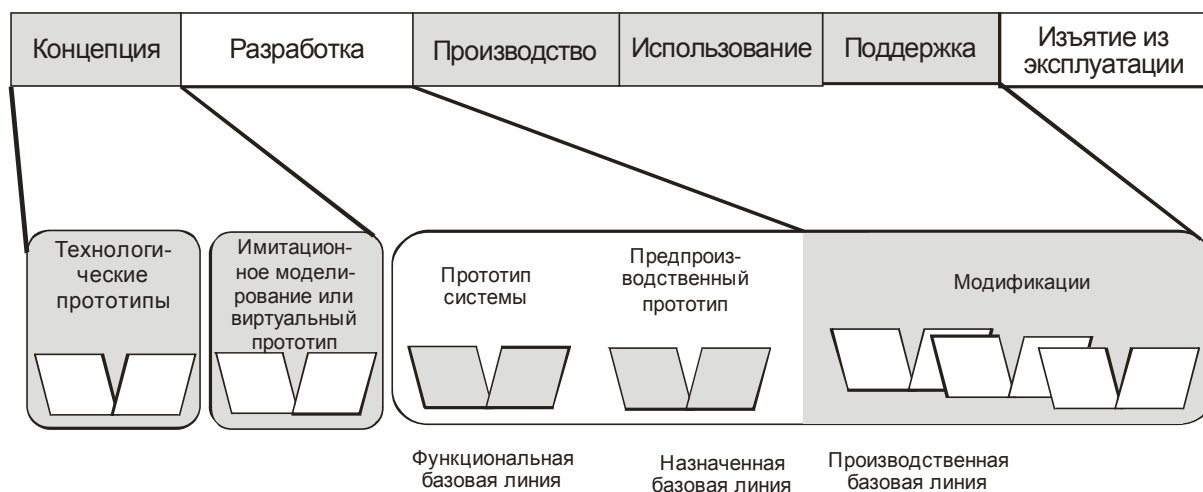 Концепция
Разработка
Производство
Использование
Поддержка
Изъятие из
эксплуатации
Технологи-
ческие
прототипы
Имитацион-
ное модели-
рование или
виртуальный
прототип
Прототип
системы
Предпроиз-
водственный
прототип
Модификации
Функциональная
базовая линия
Назначенная
базовая линия
Производственная
базовая линия